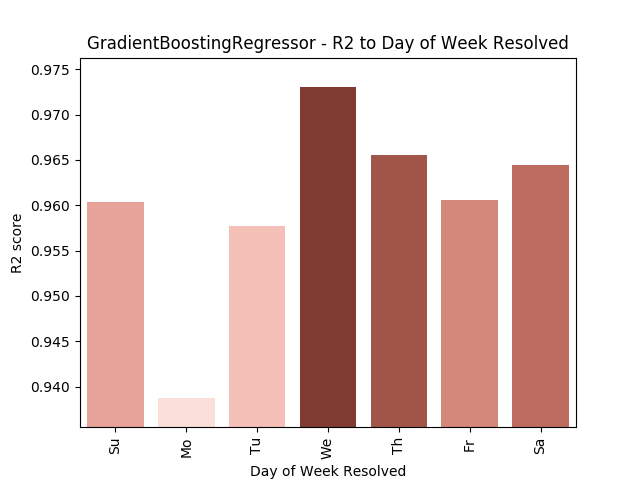 GradientBoostingRegressor - R2 to Day of Week Resolved
0.975
0.970
0.965
0.960
0.955
0.950
0.945
0.940
R2 score
Su
Mo
Tu
We
Th
Fr
Sa
Day of Week Resolved